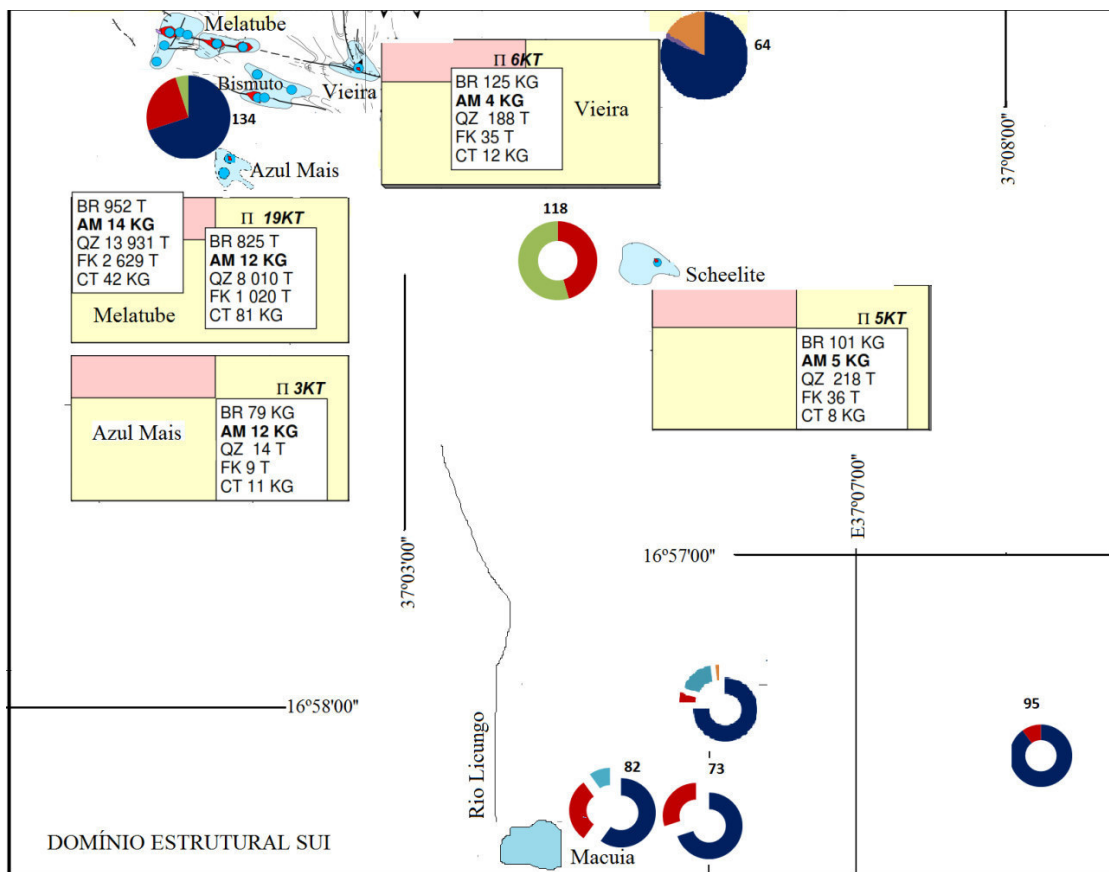 Melatube
64
Π 6KT
BR 125 KG
AM 4 KG
QZ 188 T
FK 35 T
CT 12 KG
Vieira
Bismuto
Vieira
134
37º08'00"
Azul Mais
BR 952 T
AM 14 KG
QZ 13 931 T
FK 2 629 T
CT 42 KG
Π 19KT
BR 825 T
AM 12 KG
QZ 8 010 T
FK 1 020 T
CT 81 KG
Melatube
118
Scheelite
Π 5KT
BR 101 KG
AM 5 KG
QZ 218 T
FK 36 T
CT 8 KG
Π 3KT
BR 79 KG
AM 12 KG
QZ 14 T
FK 9 T
CT 11 KG
Azul Mais
37º03'00"
E37º07'00"
16º57'00"
16º58'00"
95
Rio Licungo
82
73
Macuia
DOMÍNIO ESTRUTURAL SUI